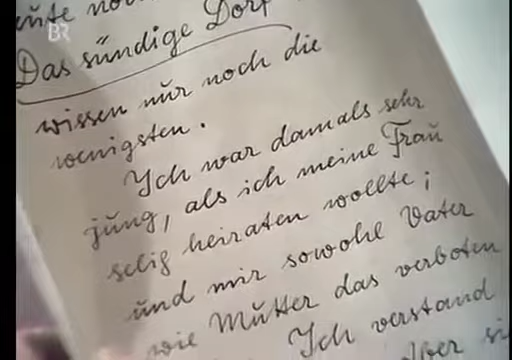 BR
Das sündige Dorf
wissen nur noch die
wenigsten.
Ich war damals sehr
jung, als ich meine Frau
selig heiraten wollte;
und mir sowohl Vater
wie Mutter das verboten
Ich verstand